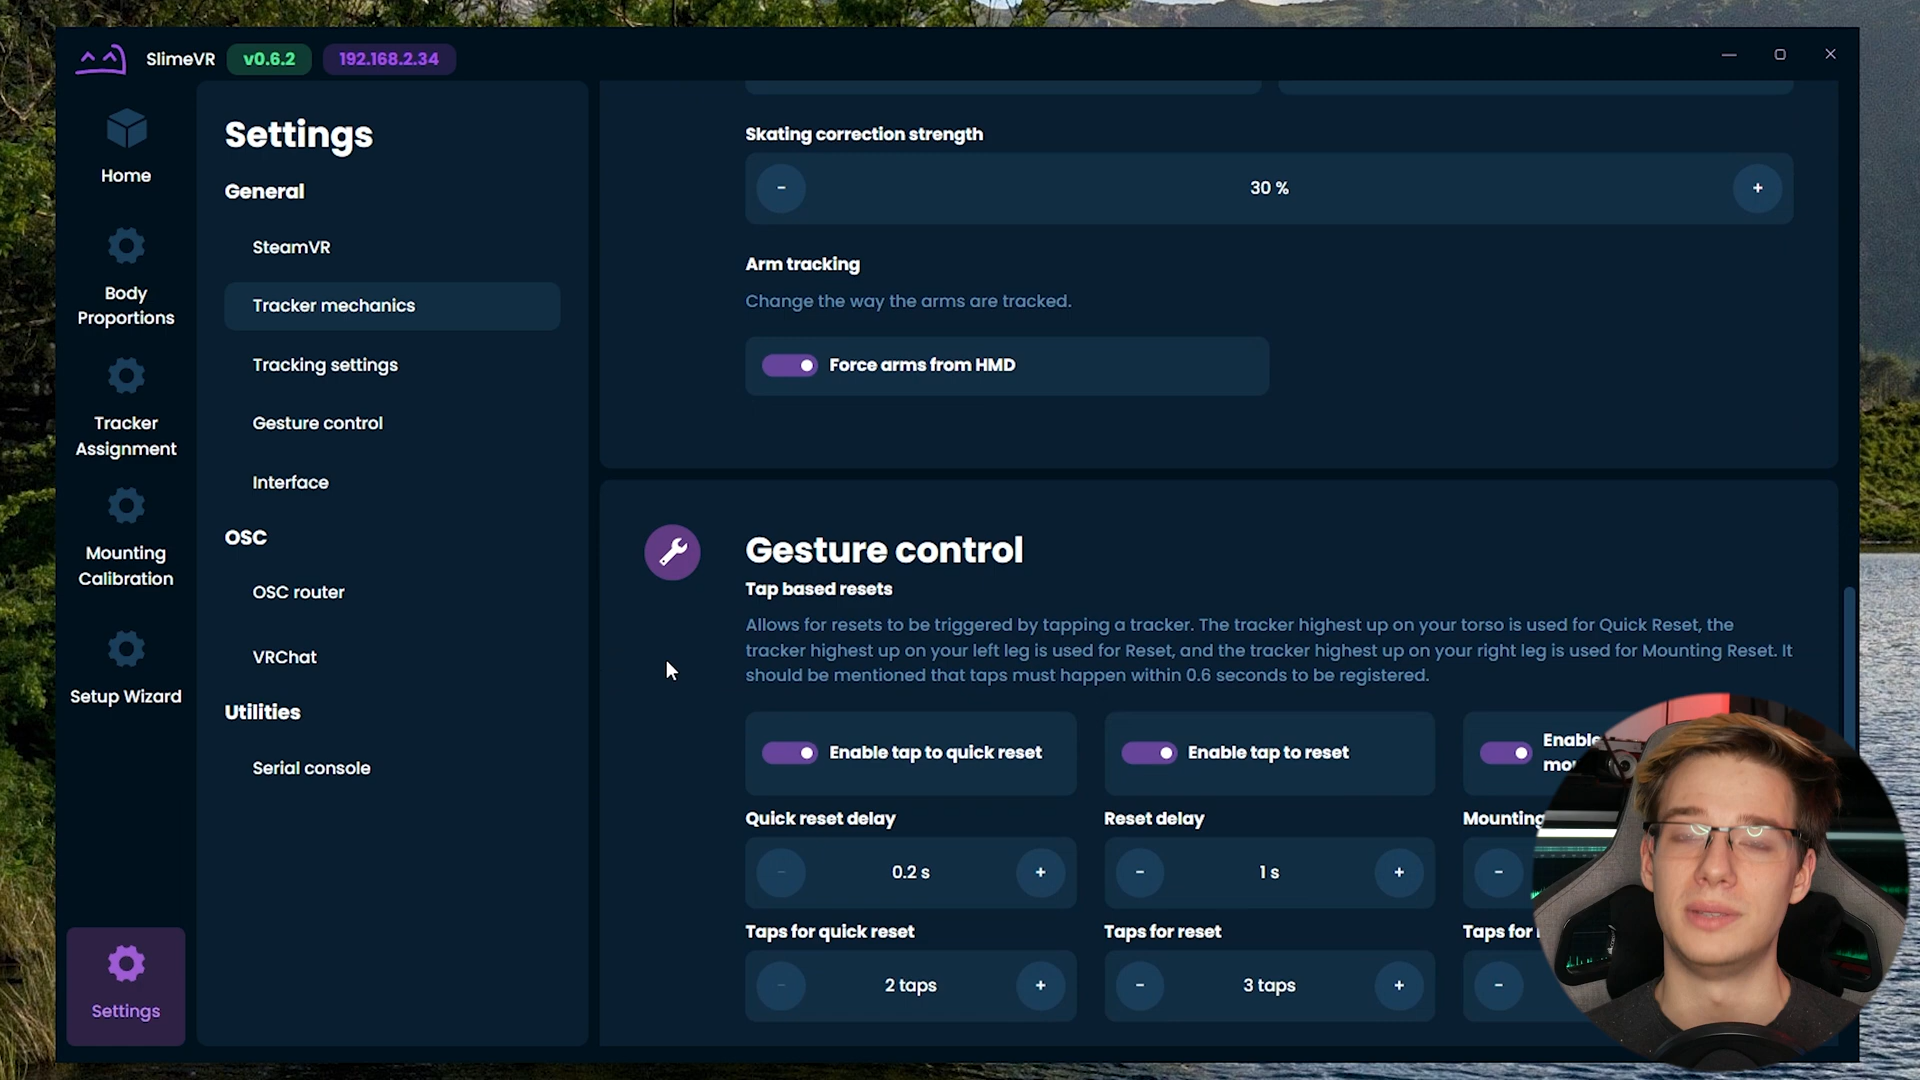 SlimeVR
v0.6.2
192.168.2.34
Home
Body
Proportions
Tracker
Assignment
Mounting
Calibration
Setup Wizard
Settings
Settings
General
SteamVR
Tracker mechanics
Tracking settings
Gesture control
Interface
OSC
OSC router
VRChat
Utilities
Serial console
Skating correction strength
-
30 %
+
Arm tracking
Change the way the arms are tracked.
Force arms from HMD
Gesture control
Tap based resets
Allows for resets to be triggered by tapping a tracker. The tracker highest up on your torso is used for Quick Reset, the
tracker highest up on your left leg is used for Reset, and the tracker highest up on your right leg is used for Mounting Reset. It
should be mentioned that taps must happen within 0.6 seconds to be registered.
Enable tap to quick reset
Enable tap to reset
Enable
Quick reset delay
Reset delay
Mounting
-
0.2 s
+
-
1 s
+
-
Taps for quick reset
Taps for reset
Taps for
-
2 taps
+
-
3 taps
+
-